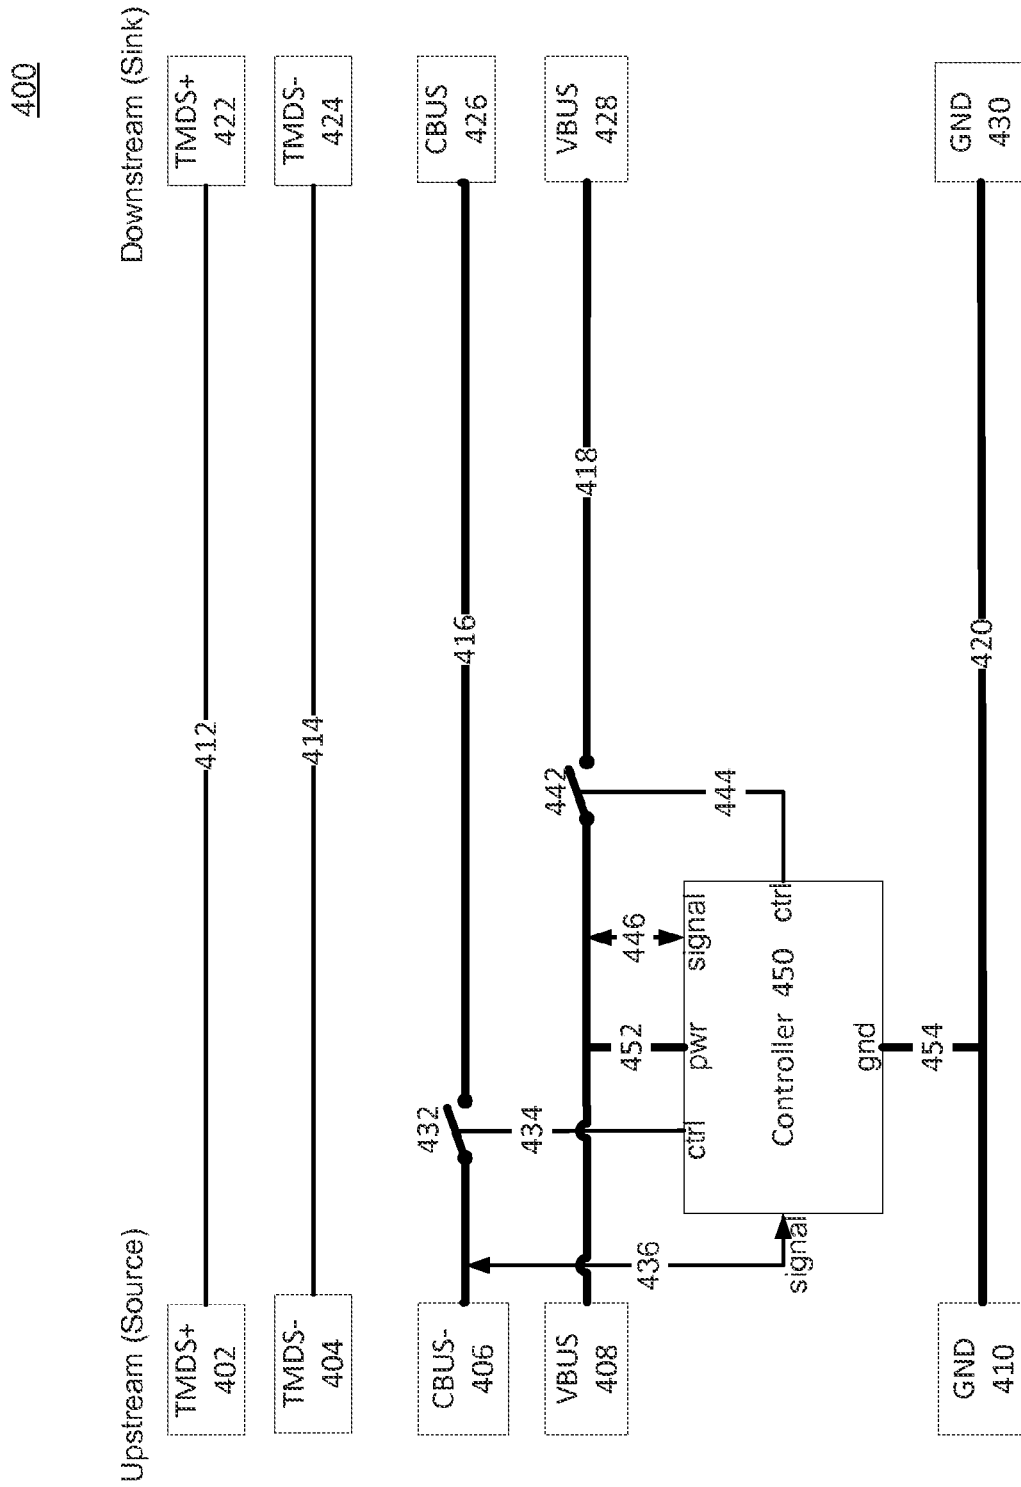 400
Upstream (Source)
Downstream (Sink)
TMDS+
402
412
TMDS+
422
TMDS-
404
414
TMDS-
424
CBUS-
406
432
416
CBUS
426
434
436
VBUS
408
442
418
VBUS
428
452
446
444
signal
ctrl
pwr
signal
Controller 450
ctrl
gnd
454
GND
410
420
GND
430